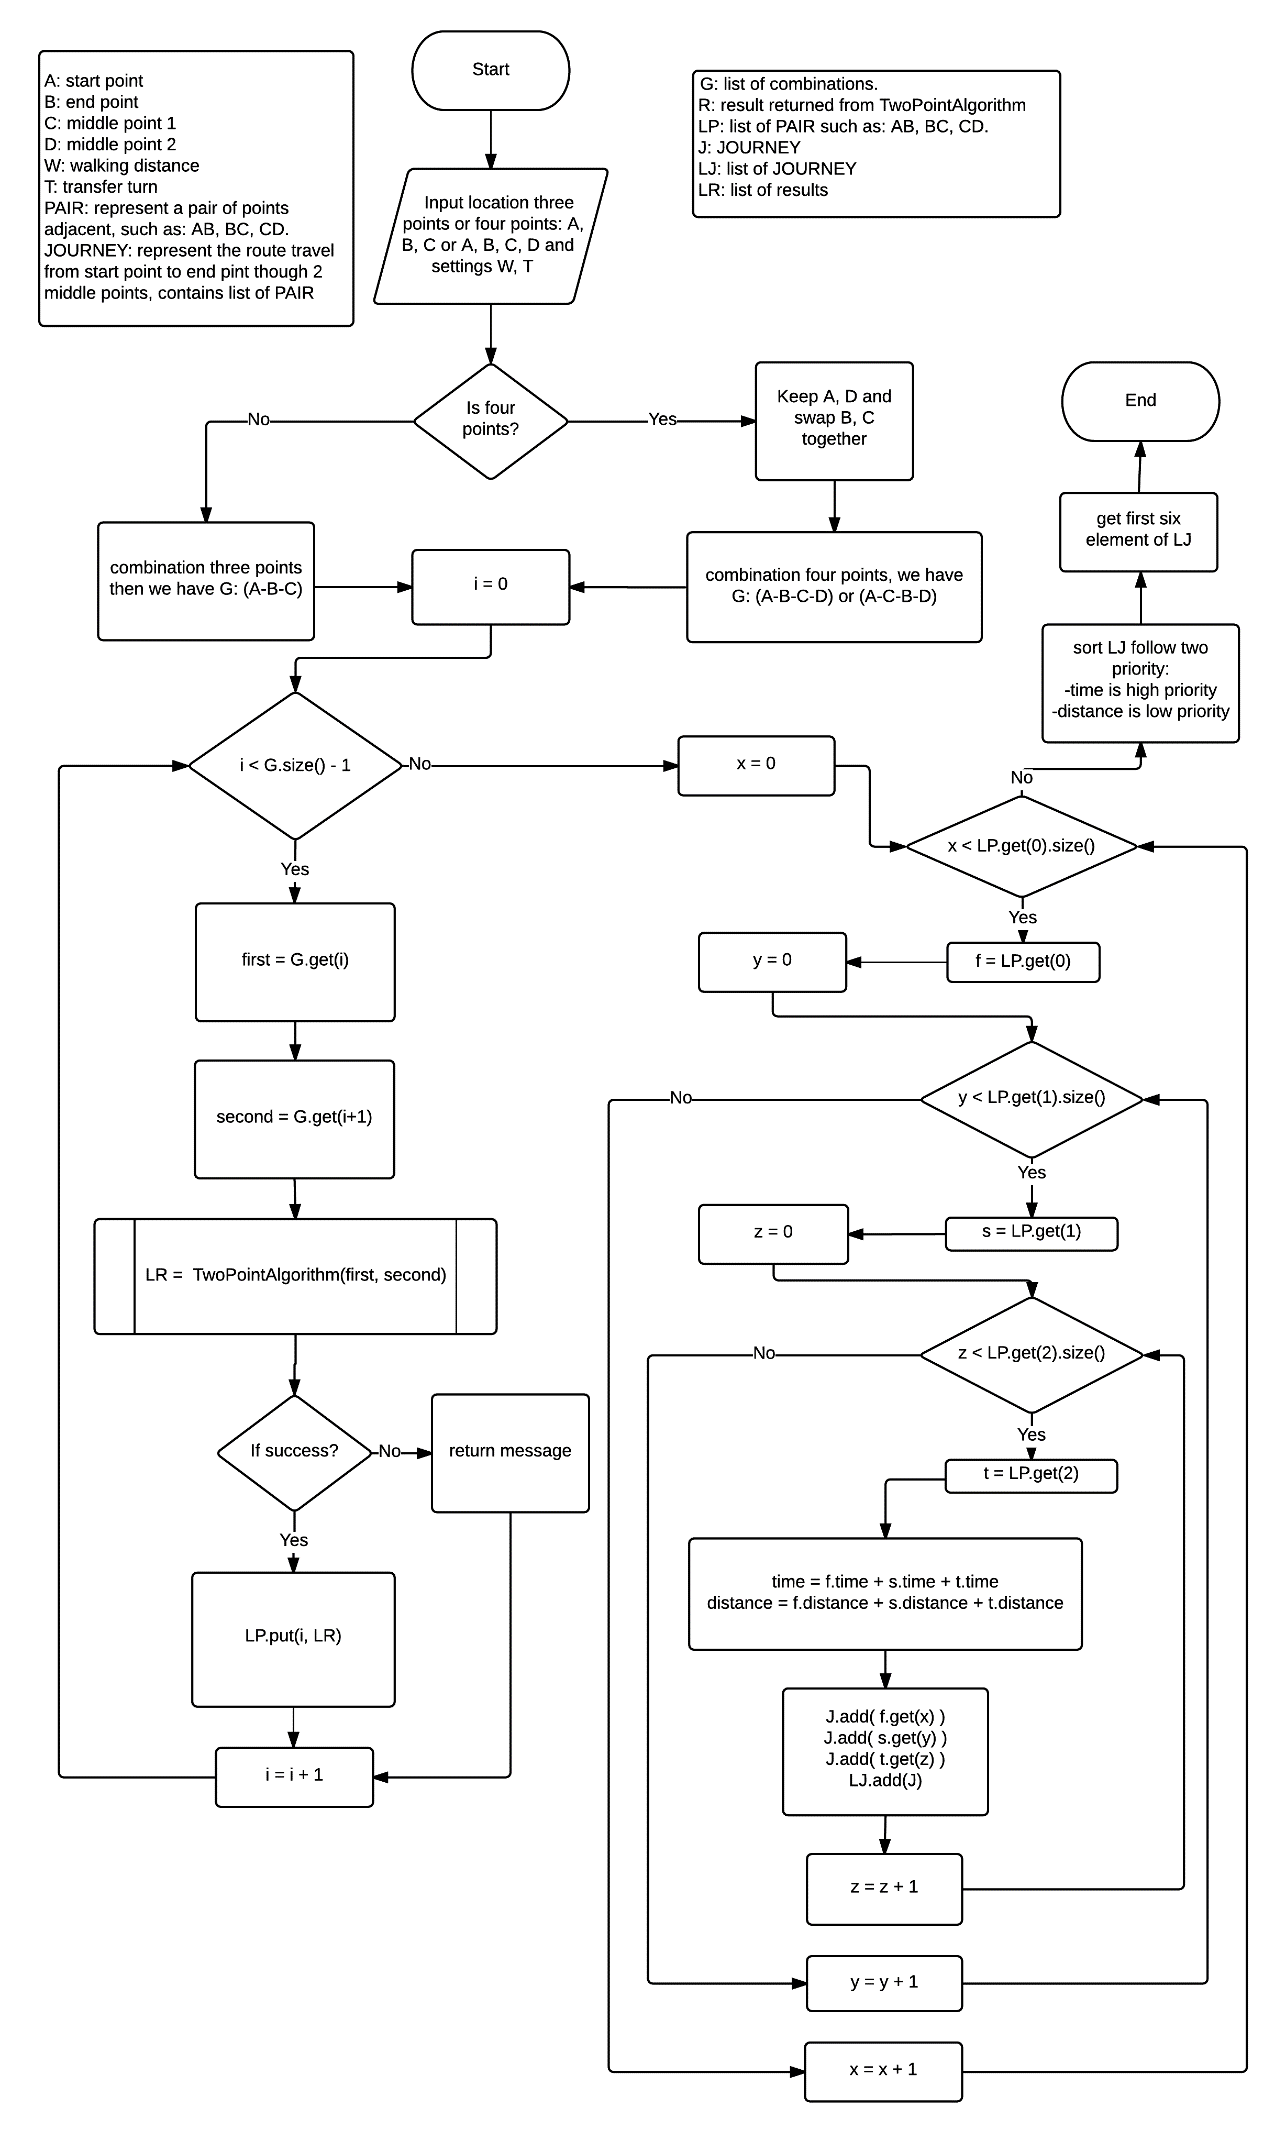 A: start point
B: end point
C: middle point 1
D: middle point 2
W: walking distance
T: transfer turn
PAIR: represent a pair of points
adjacent, such as: AB, BC, CD.
JOURNEY: represent the route travel
from start point to end pint though 2
middle points, contains list of PAIR
Start
G: list of combinations.
R: result returned from TwoPointAlgorithm
LP: list of PAIR such as: AB, BC, CD.
J: JOURNEY
LJ: list of JOURNEY
LR: list of results
Input location three
points or four points: A,
B, C or A, B, C, D and
settings W, T
Is four
points?
No
Yes
Keep A, D and
swap B, C
together
End
get first six
element of LJ
combination three points
then we have G: (A-B-C)
i = 0
combination four points, we have
G: (A-B-C-D) or (A-C-B-D)
sort LJ follow two
priority:
-time is high priority
-distance is low priority
i < G.size() - 1
No
x = 0
No
x < LP.get(0).size()
Yes
Yes
first = G.get(i)
y = 0
f = LP.get(0)
second = G.get(i+1)
No
y < LP.get(1).size()
Yes
LR =  TwoPointAlgorithm(first, second)
z = 0
s = LP.get(1)
No
z < LP.get(2).size()
Yes
If success?
No
return message
t = LP.get(2)
Yes
time = f.time + s.time + t.time
distance = f.distance + s.distance + t.distance
LP.put(i, LR)
J.add( f.get(x) )
J.add( s.get(y) )
J.add( t.get(z) )
LJ.add(J)
i = i + 1
z = z + 1
y = y + 1
x = x + 1